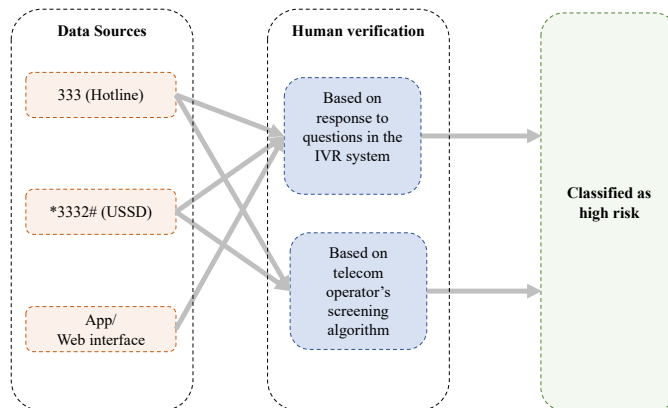 Data Sources
333 (Hotline)
*3332# (USSD)
App/
Web interface
Human verification
Based on
response to
questions in the
IVR system
Based on
telecom
operator's
screening
algorithm
Classified as
high risk